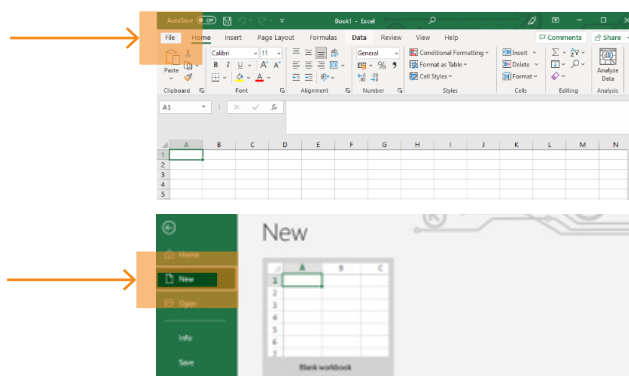 AutoSave Off Book1 - Excel
File Home Insert Page Layout Formulas Data Review View Help Comments Share
Calibri 11 General Conditional Formatting Insert
Paste B I U A Format as Table Delete Analyze
Cell Styles Format Data
Clipboard Font Alignment Number Styles Cells Editing Analysis
A1 fx
A B C D E F G H I J K L M N
1
2
3
4
5
New
Home
New
Open
Info
Save
A B C
1
2
3
4
5
6
7
Blank workbook